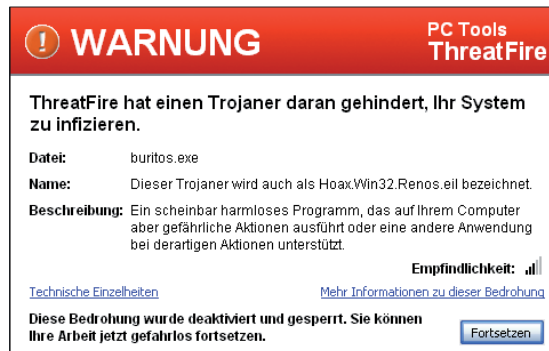 WARNUNG
PC Tools
ThreatFire
ThreatFire hat einen Trojaner daran gehindert, Ihr System
zu infizieren.
Datei: buritos.exe
Name: Dieser Trojaner wird auch als Hoax.Win32.Renos.eil bezeichnet.
Beschreibung: Ein scheinbar harmloses Programm, das auf Ihrem Computer
aber gefährliche Aktionen ausführt oder eine andere Anwendung
bei derartigen Aktionen unterstützt.
Empfindlichkeit:
Technische Einzelheiten Mehr Informationen zu dieser Bedrohung
Diese Bedrohung wurde deaktiviert und gesperrt. Sie können
Ihre Arbeit jetzt gefahrlos fortsetzen. Fortsetzen